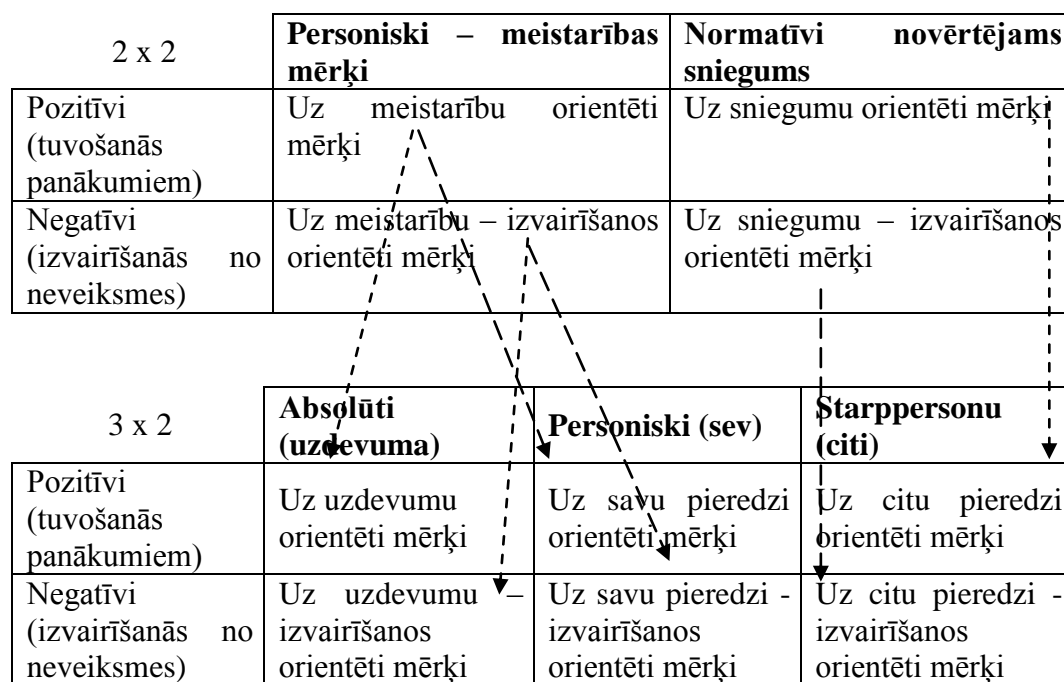 2 x 2
Personiski – meistarības
mērķi
Normatīvi novērtējams
sniegums
Pozitīvi
(tuvošanās
panākumiem)
Uz meistarību orientēti
mērķi
Uz sniegumu orientēti mērķi
Negatīvi
(izvairīšanās no
neveiksmes)
Uz meistarību – izvairīšanos
orientēti mērķi
Uz sniegumu – izvairīšanos
orientēti mērķi
3 x 2
Absolūti
(uzdevuma)
Personiski (sev)
Starppersonu
(citi)
Pozitīvi
(tuvošanās
panākumiem)
Uz uzdevumu
orientēti mērķi
Uz savu pieredzi
orientēti mērķi
Uz citu pieredzi
orientēti mērķi
Negatīvi
(izvairīšanās no
neveiksmes)
Uz uzdevumu –
izvairīšanos
orientēti mērķi
Uz savu pieredzi -
izvairīšanos
orientēti mērķi
Uz citu pieredzi -
izvairīšanos
orientēti mērķi